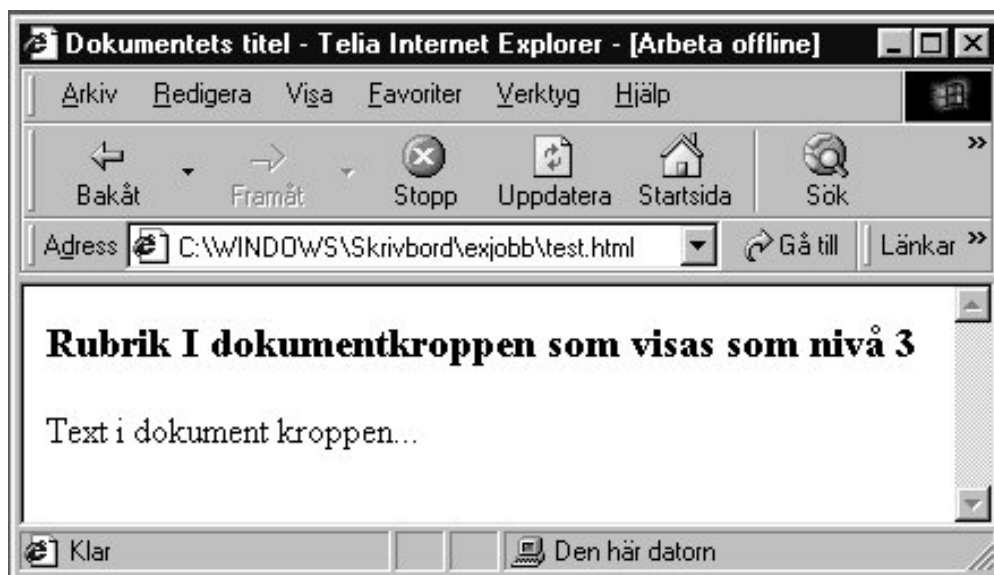 Dokumentets titel - Telia Internet Explorer - [Arbeta offline]
Arkiv Redigera Visa Favoriter Verktyg Hjälp
Bakåt Framåt Stopp Uppdatera Startsida Sök »
Adress C:\WINDOWS\Skrivbord\exjobb\test.html Gå till Länkar »
Rubrik I dokumentkroppen som visas som nivå 3
Text i dokument kroppen...
Klar Den här datorn